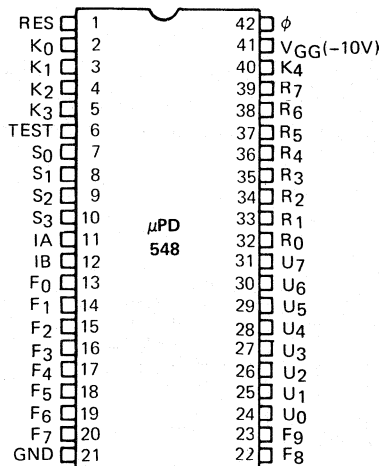 RES 1 42 ϕ
K0 2 41 VGG(−10V)
K1 3 40 K4
K2 4 39 R7
K3 5 38 R6
TEST 6 37 R5
S0 7 36 R4
S1 8 35 R3
S2 9 34 R2
S3 10 33 R1
IA 11 32 R0
IB 12 31 U7
F0 13 30 U6
F1 14 29 U5
F2 15 28 U4
F3 16 27 U3
F4 17 26 U2
F5 18 25 U1
F6 19 24 U0
F7 20 23 F9
GND 21 22 F8
μPD
548